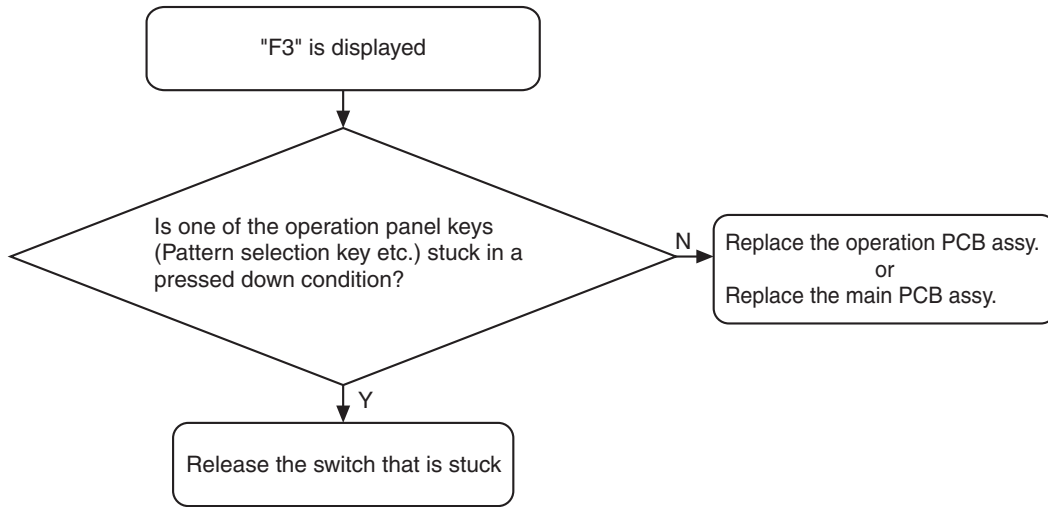 "F3" is displayed
Is one of the operation panel keys
(Pattern selection key etc.) stuck in a
pressed down condition?
N
Replace the operation PCB assy.
or
Replace the main PCB assy.
Y
Release the switch that is stuck